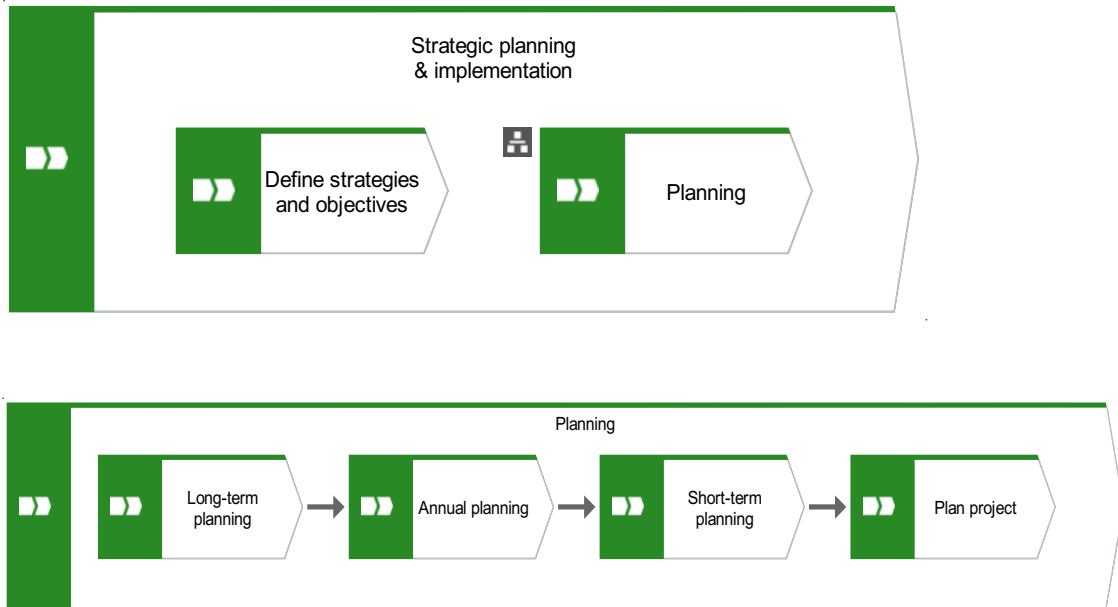 Strategic planning
& implementation
Define strategies
and objectives
Planning
Planning
Long-term
planning
Annual planning
Short-term
planning
Plan project